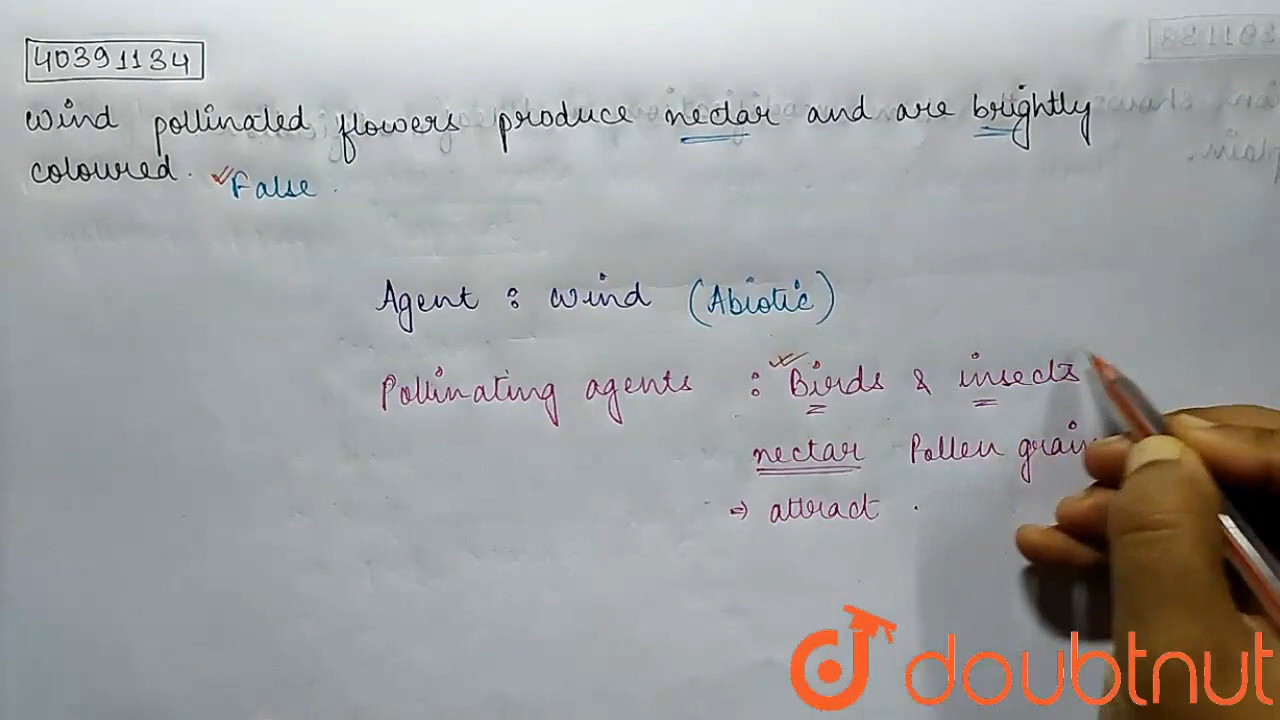 40391134
Wind pollinated flowers produce nectar and are brightly
coloured. False.
Agent : Wind (Abiotic)
Pollinating agents : Birds & insects
nectar Pollen grain
⇒ attract .
doubtnut